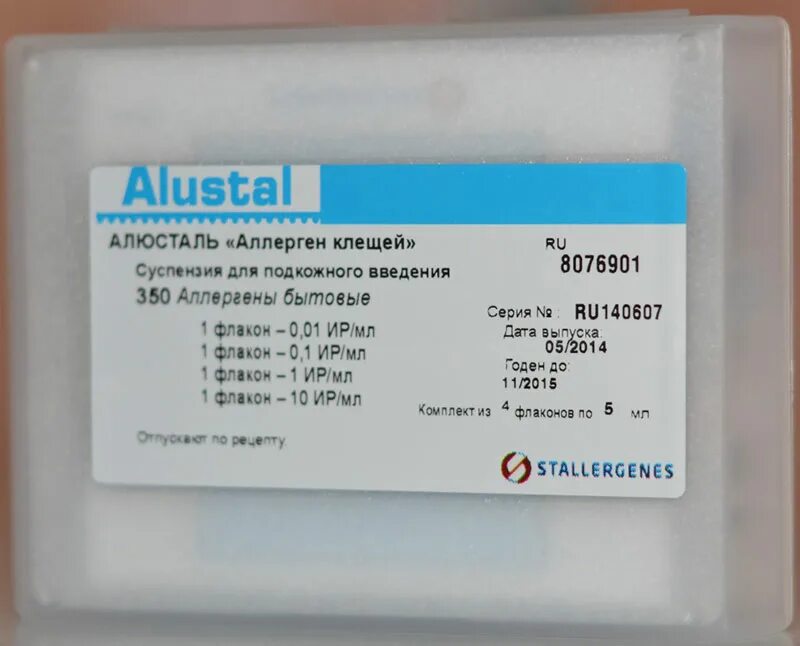 Alustal
АЛЮСТАЛЬ «Аллерген клещей»
Суспензия для подкожного введения
350 Аллергены бытовые
1 флакон – 0,01 ИР/мл
1 флакон – 0,1 ИР/мл
1 флакон – 1 ИР/мл
1 флакон – 10 ИР/мл
Отпускают по рецепту.
RU
8076901
Серия № : RU140607
Дата выпуска:
05/2014
Годен до:
11/2015
Комплект из 4 флаконов по 5 мл
STALLERGENES